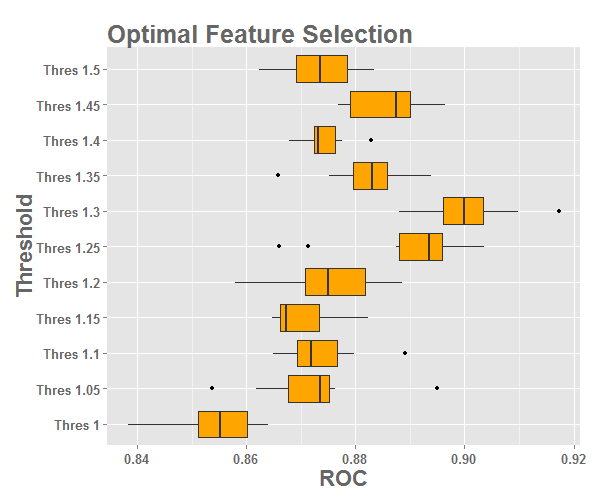 Optimal Feature Selection
Threshold
Thres 1.5
Thres 1.45
Thres 1.4
Thres 1.35
Thres 1.3
Thres 1.25
Thres 1.2
Thres 1.15
Thres 1.1
Thres 1.05
Thres 1
0.84 0.86 0.88 0.90 0.92
ROC